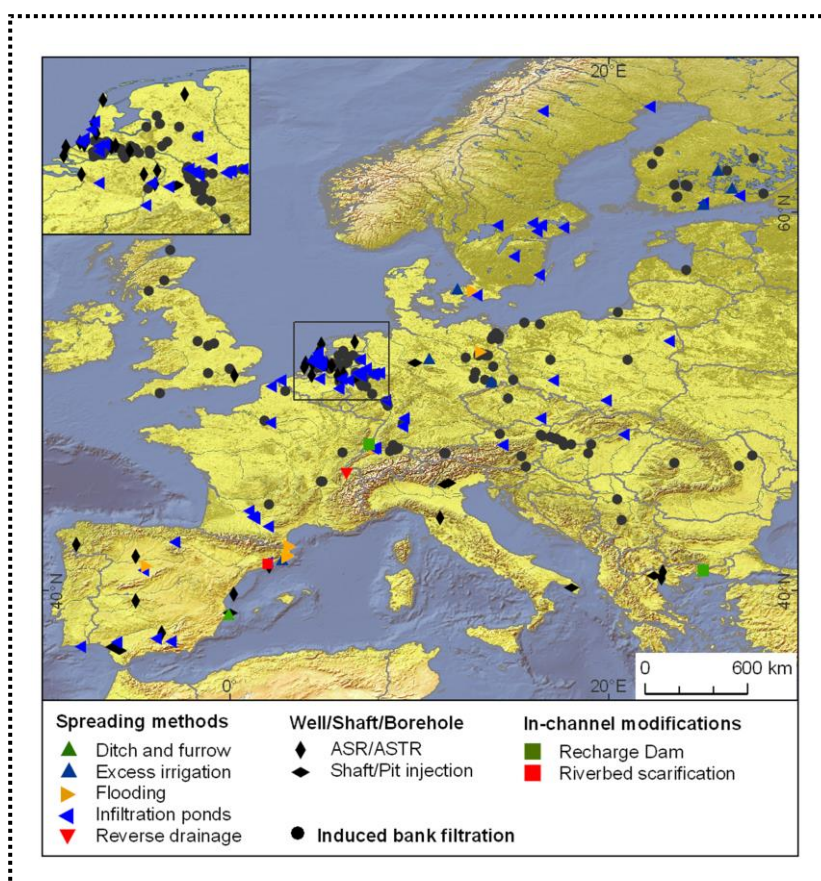 20°E
60°N
40°N
0
20°E
0 600 km
Spreading methods
Ditch and furrow
Excess irrigation
Flooding
Infiltration ponds
Reverse drainage
Well/Shaft/Borehole
ASR/ASTR
Shaft/Pit injection
Induced bank filtration
In-channel modifications
Recharge Dam
Riverbed scarification